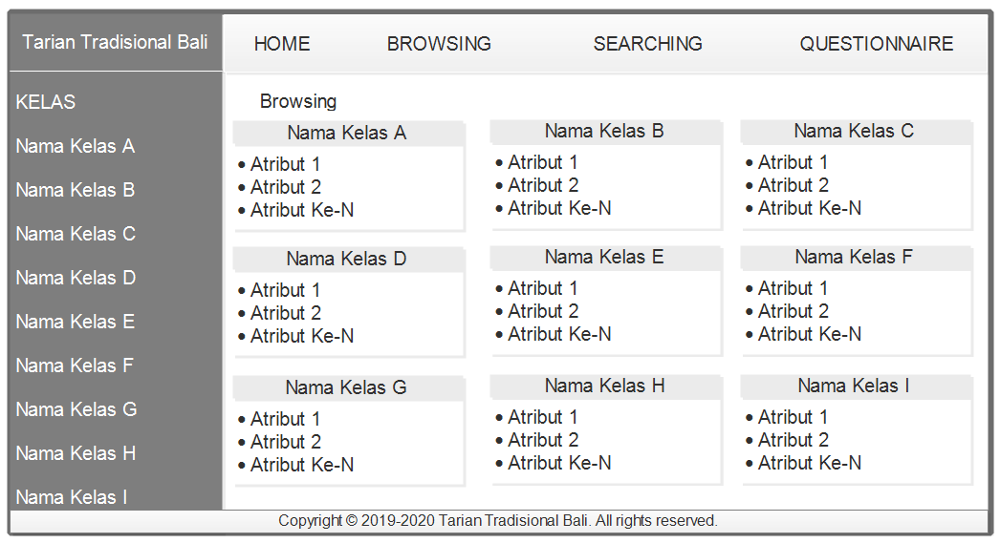 Tarian Tradisional Bali
HOME BROWSING SEARCHING QUESTIONNAIRE
KELAS
Nama Kelas A
Nama Kelas B
Nama Kelas C
Nama Kelas D
Nama Kelas E
Nama Kelas F
Nama Kelas G
Nama Kelas H
Nama Kelas I
Browsing
Nama Kelas A
• Atribut 1
• Atribut 2
• Atribut Ke-N
Nama Kelas B
• Atribut 1
• Atribut 2
• Atribut Ke-N
Nama Kelas C
• Atribut 1
• Atribut 2
• Atribut Ke-N
Nama Kelas D
• Atribut 1
• Atribut 2
• Atribut Ke-N
Nama Kelas E
• Atribut 1
• Atribut 2
• Atribut Ke-N
Nama Kelas F
• Atribut 1
• Atribut 2
• Atribut Ke-N
Nama Kelas G
• Atribut 1
• Atribut 2
• Atribut Ke-N
Nama Kelas H
• Atribut 1
• Atribut 2
• Atribut Ke-N
Nama Kelas I
• Atribut 1
• Atribut 2
• Atribut Ke-N
Copyright © 2019-2020 Tarian Tradisional Bali. All rights reserved.